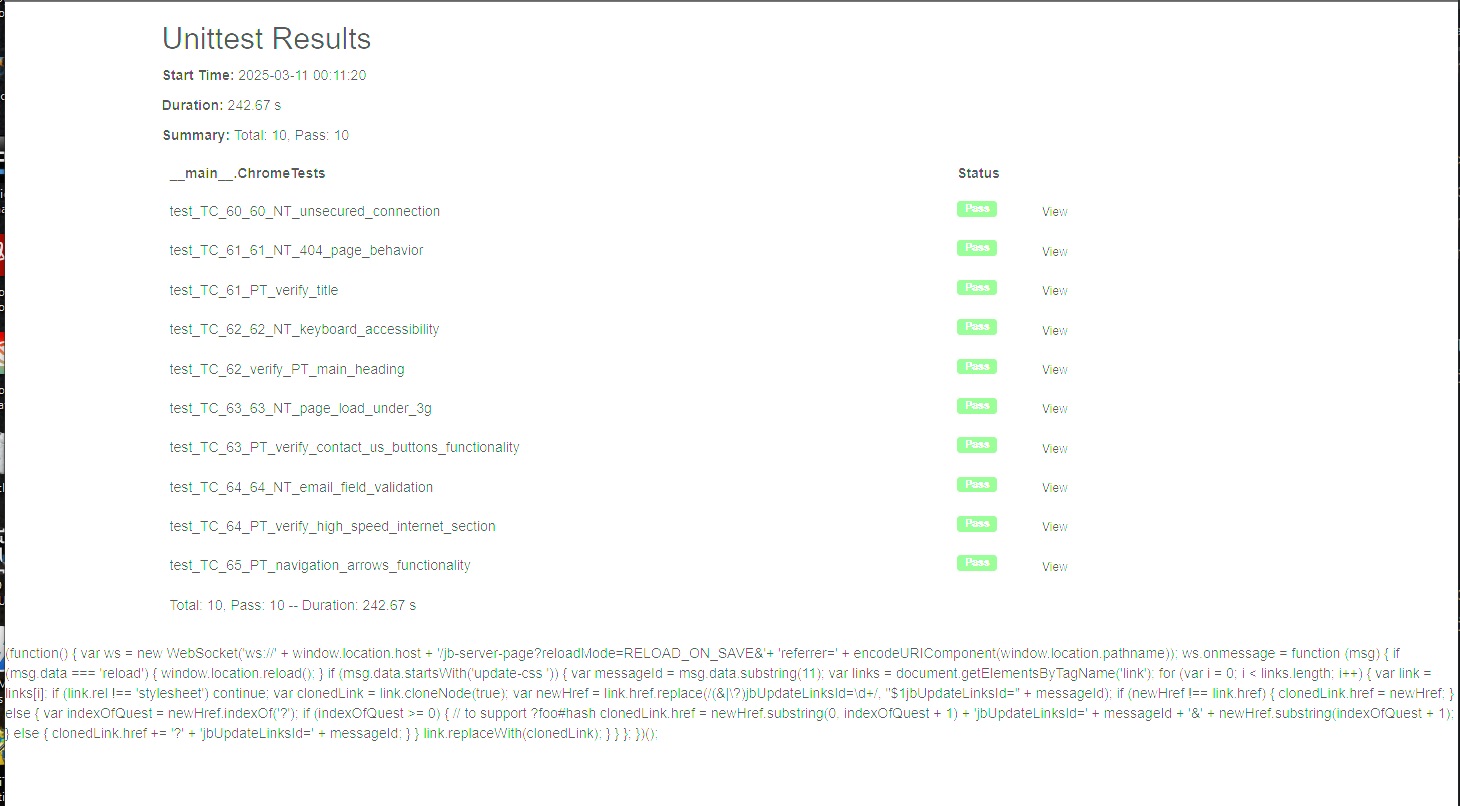 Unittest Results
Start Time: 2025-03-11 00:11:20
Duration: 242.67 s
Summary: Total: 10, Pass: 10
__main__.ChromeTests Status
test_TC_60_60_NT_unsecured_connection Pass View
test_TC_61_61_NT_404_page_behavior Pass View
test_TC_61_PT_verify_title Pass View
test_TC_62_62_NT_keyboard_accessibility Pass View
test_TC_62_verify_PT_main_heading Pass View
test_TC_63_63_NT_page_load_under_3g Pass View
test_TC_63_PT_verify_contact_us_buttons_functionality Pass View
test_TC_64_64_NT_email_field_validation Pass View
test_TC_64_PT_verify_high_speed_internet_section Pass View
test_TC_65_PT_navigation_arrows_functionality Pass View
Total: 10, Pass: 10 -- Duration: 242.67 s
(function() { var ws = new WebSocket('ws://' + window.location.host + '/jb-server-page?reloadMode=RELOAD_ON_SAVE&'+ 'referrer=' + encodeURIComponent(window.location.pathname)); ws.onmessage = function (msg) { if
(msg.data === 'reload') { window.location.reload(); } if (msg.data.startsWith('update-css ')) { var messageId = msg.data.substring(11); var links = document.getElementsByTagName('link'); for (var i = 0; i < links.length; i++) { var link =
links[i]; if (link.rel !== 'stylesheet') continue; var clonedLink = link.cloneNode(true); var newHref = link.href.replace(/(&|\?)jbUpdateLinksId=\d+/, "$1jbUpdateLinksId=" + messageId); if (newHref !== link.href) { clonedLink.href = newHref; }
else { var indexOfQuest = newHref.indexOf('?'); if (indexOfQuest >= 0) { // to support ?foo#hash clonedLink.href = newHref.substring(0, indexOfQuest + 1) + 'jbUpdateLinksId=' + messageId + '&' + newHref.substring(indexOfQuest + 1);
} else { clonedLink.href += '?' + 'jbUpdateLinksId=' + messageId; } } link.replaceWith(clonedLink); } } }; })();